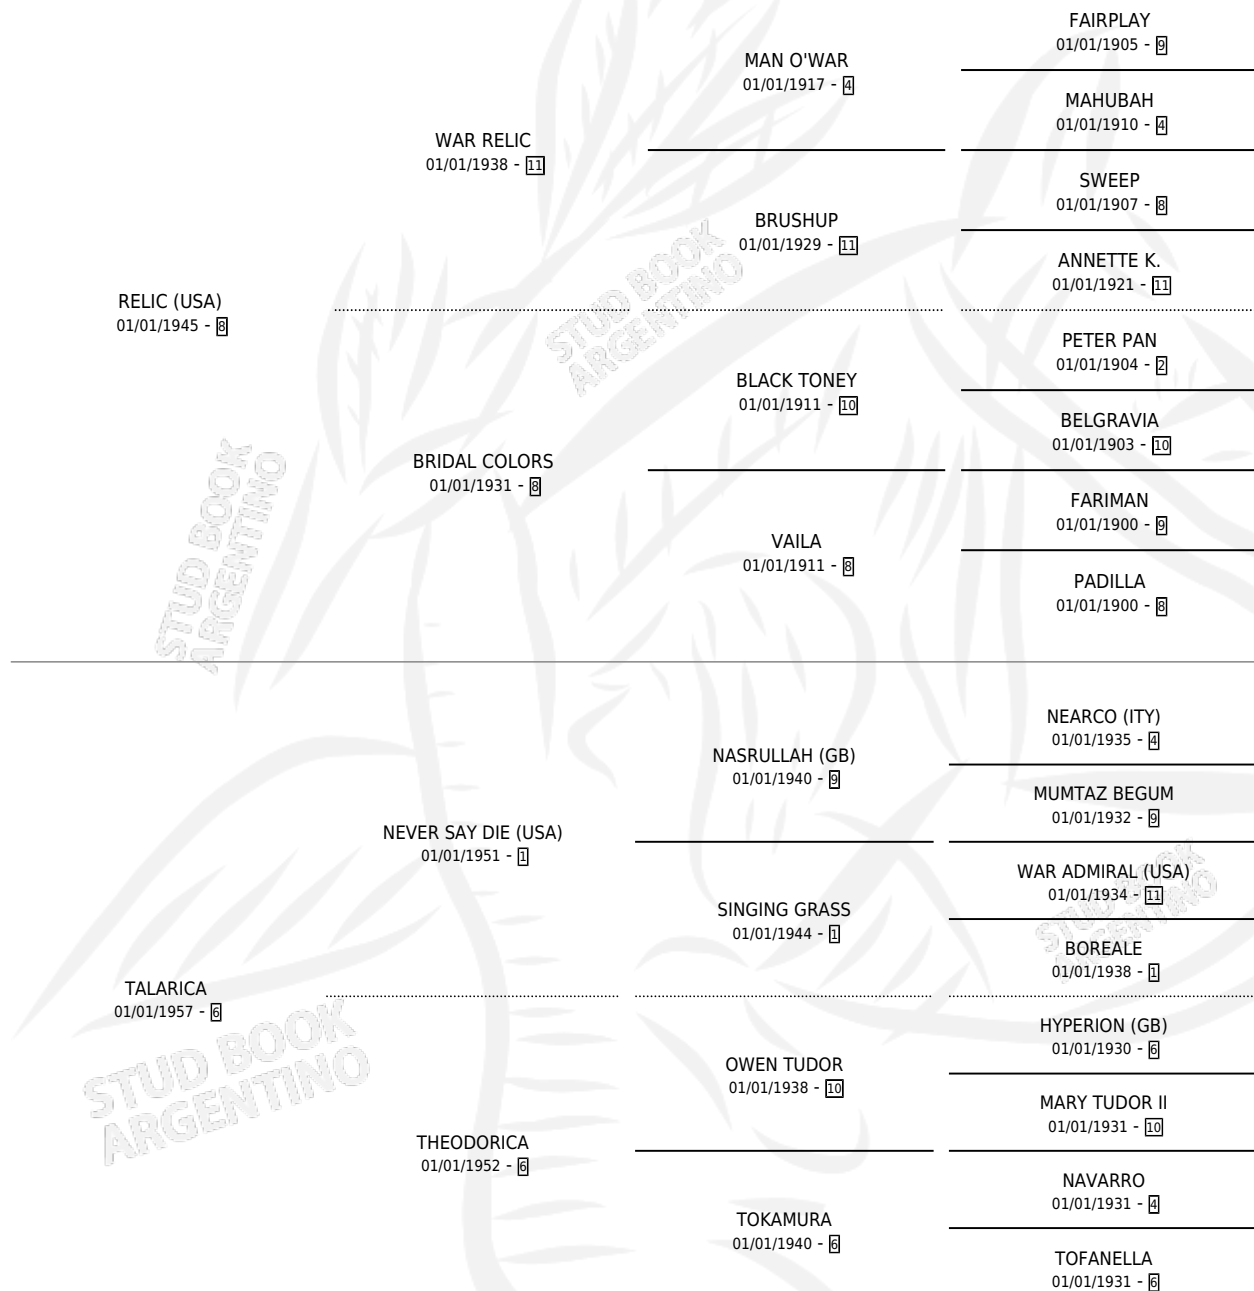 FAIRPLAY
01/01/1905 - 9
MAN O'WAR
01/01/1917 - 4
MAHUBAH
01/01/1910 - 4
WAR RELIC
01/01/1938 - 11
SWEEP
01/01/1907 - 8
BRUSHUP
01/01/1929 - 11
ANNETTE K.
01/01/1921 - 11
RELIC (USA)
01/01/1945 - 8
PETER PAN
01/01/1904 - 2
BLACK TONEY
01/01/1911 - 10
BELGRAVIA
01/01/1903 - 10
BRIDAL COLORS
01/01/1931 - 8
FARIMAN
01/01/1900 - 9
VAILA
01/01/1911 - 8
PADILLA
01/01/1900 - 8
NEARCO (ITY)
01/01/1935 - 4
NASRULLAH (GB)
01/01/1940 - 9
MUMTAZ BEGUM
01/01/1932 - 9
NEVER SAY DIE (USA)
01/01/1951 - 1
WAR ADMIRAL (USA)
01/01/1934 - 11
SINGING GRASS
01/01/1944 - 1
BOREALE
01/01/1938 - 1
TALARICA
01/01/1957 - 6
HYPERION (GB)
01/01/1930 - 6
OWEN TUDOR
01/01/1938 - 10
MARY TUDOR II
01/01/1931 - 10
THEODORICA
01/01/1952 - 6
NAVARRO
01/01/1931 - 4
TOKAMURA
01/01/1940 - 6
TOFANELLA
01/01/1931 - 6
STUD BOOK
ARGENTINO
STUD BOOK
ARGENTINO
STUD BOOK
ARGENTINO
STUD BOOK
ARGENTINO